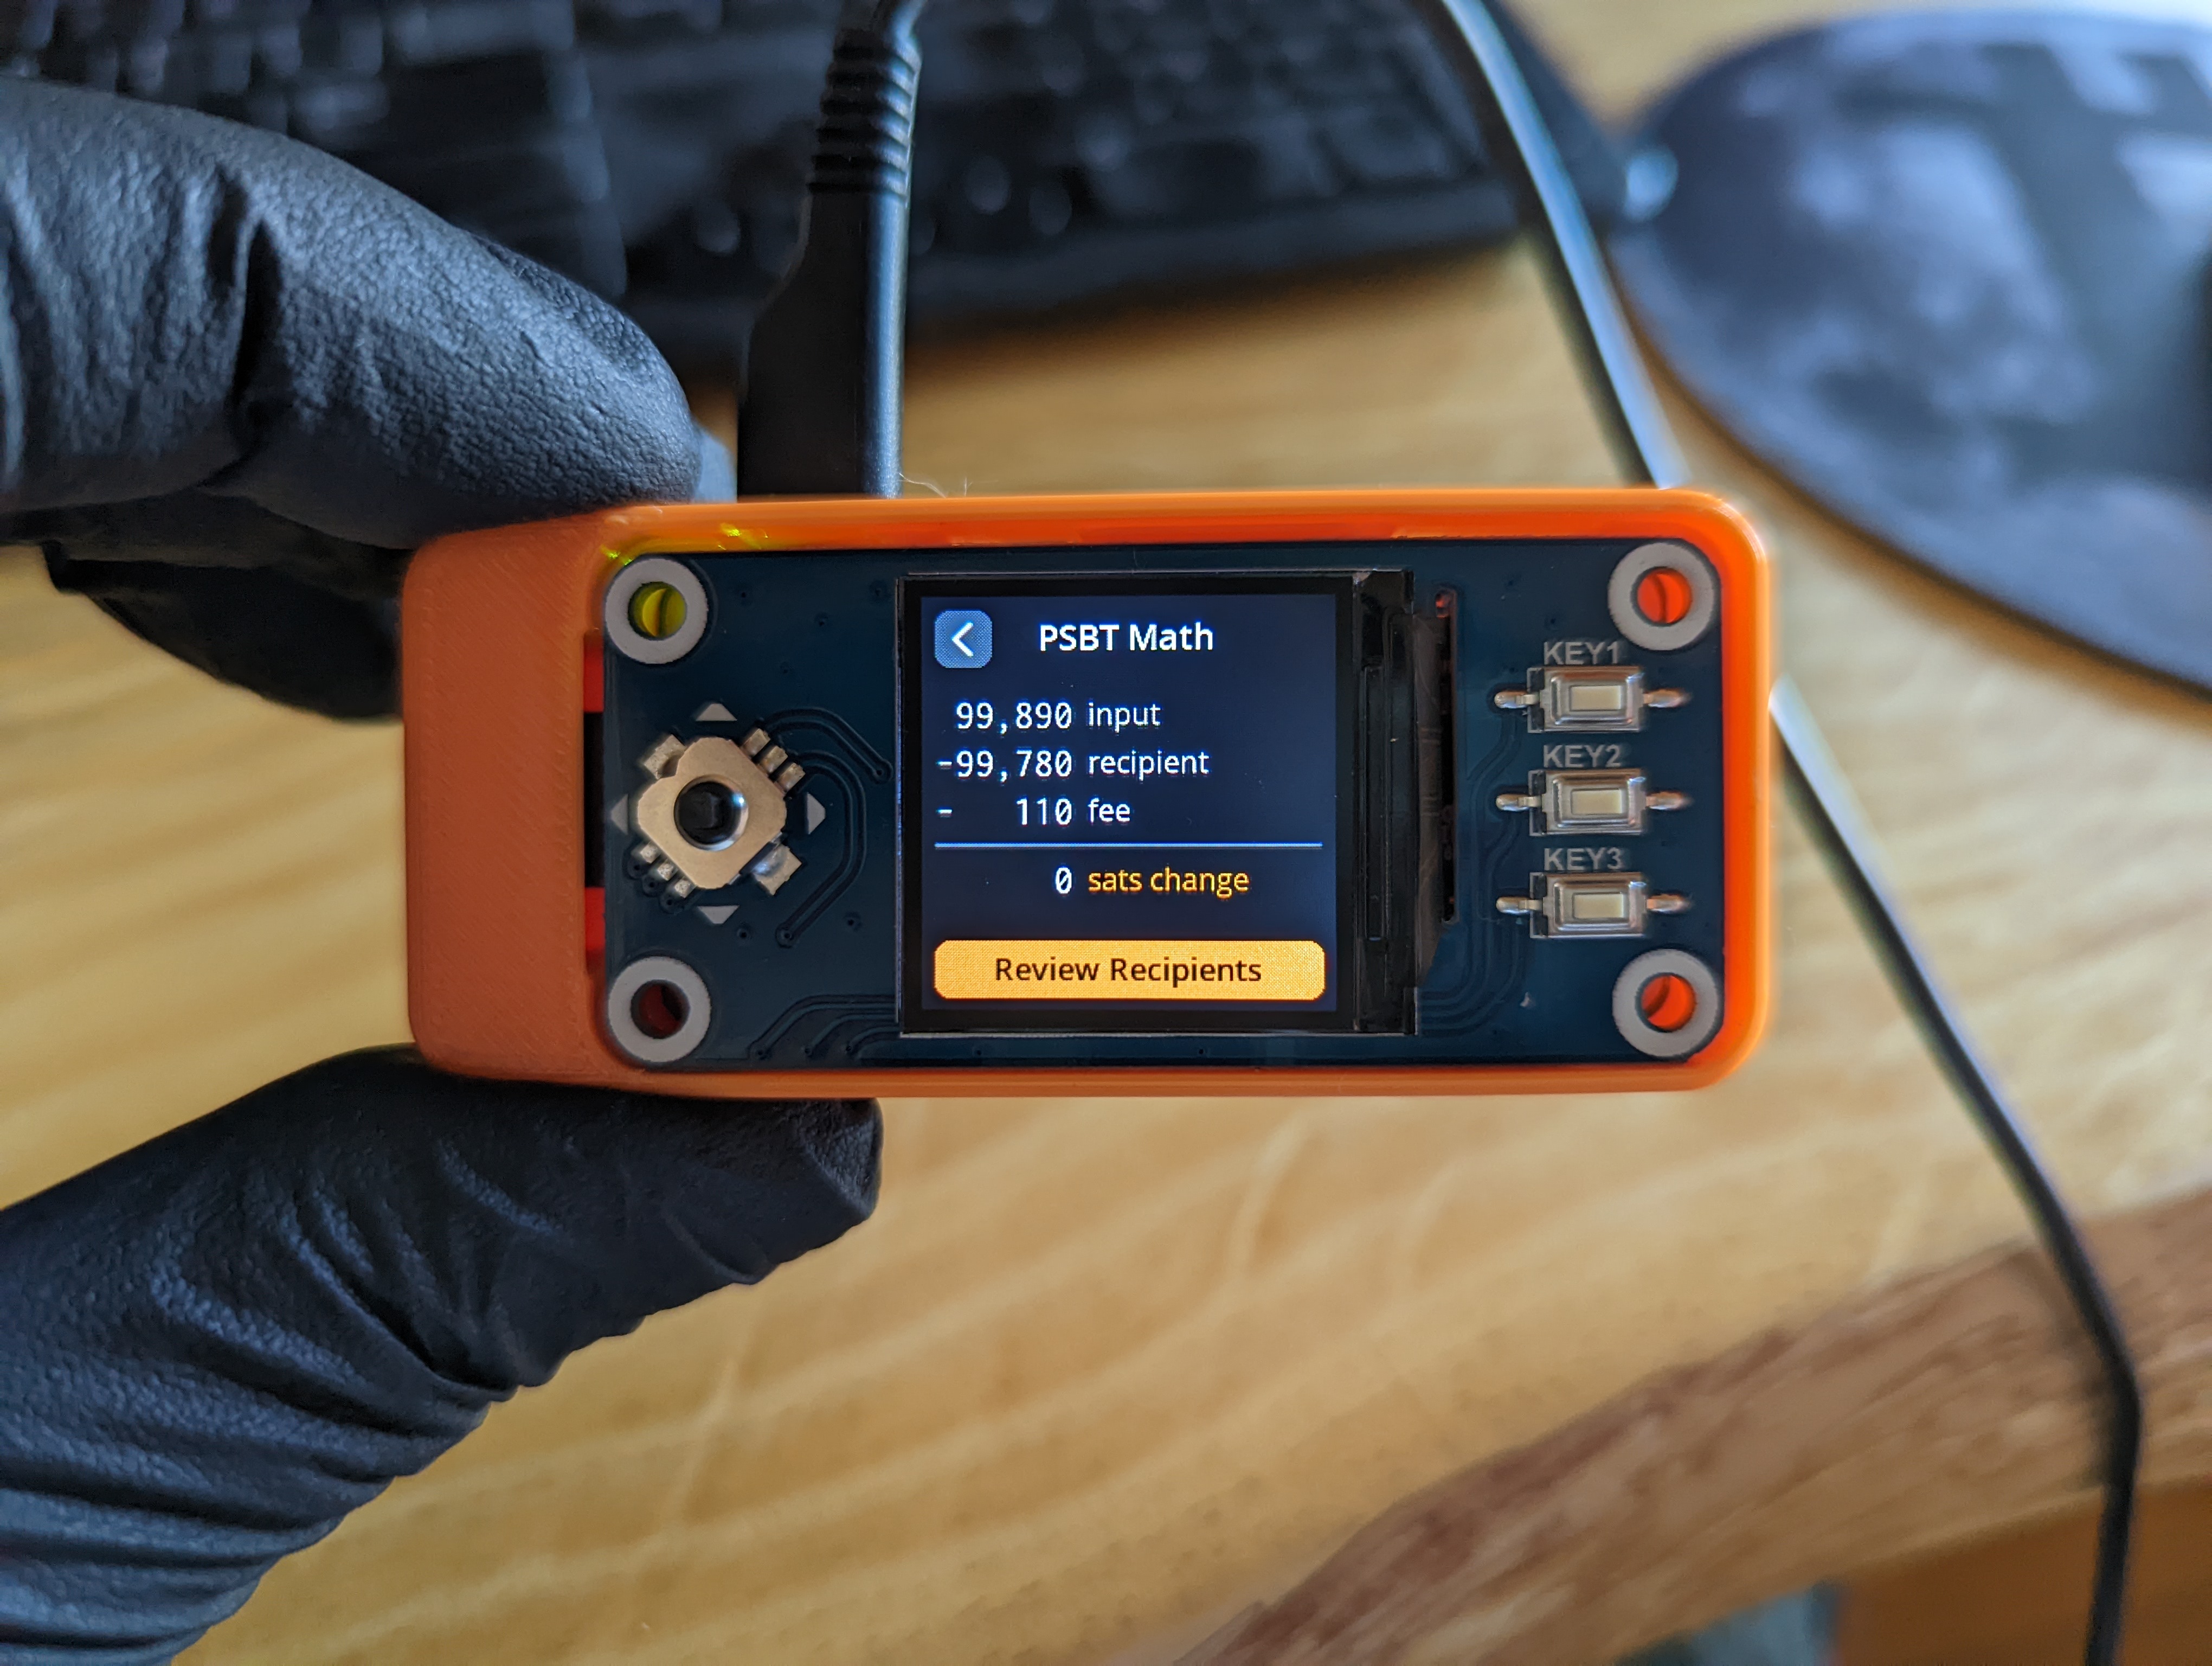 PSBT Math
99,890 input
-99,780 recipient
- 110 fee
0 sats change
Review Recipients
KEY1
KEY2
KEY3